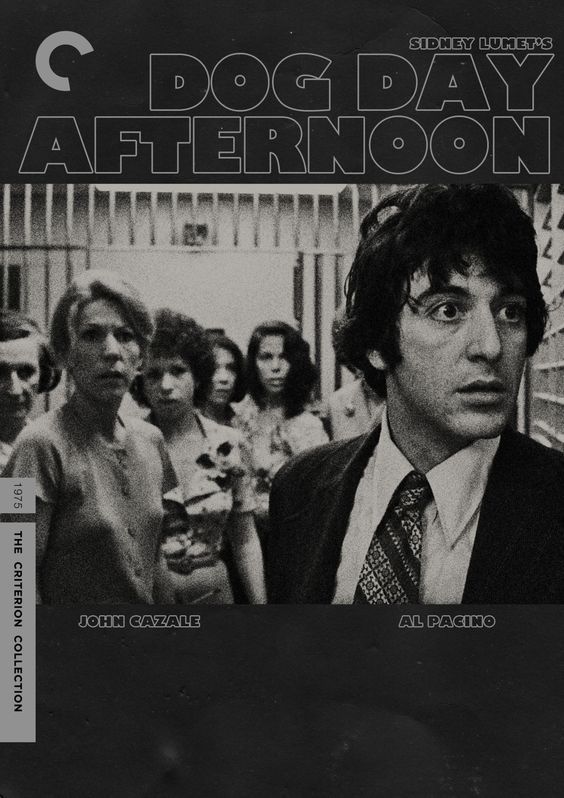 SIDNEY LUMET'S
DOG DAY
AFTERNOON
1975
THE CRITERION COLLECTION
JOHN CAZALE
AL PACINO